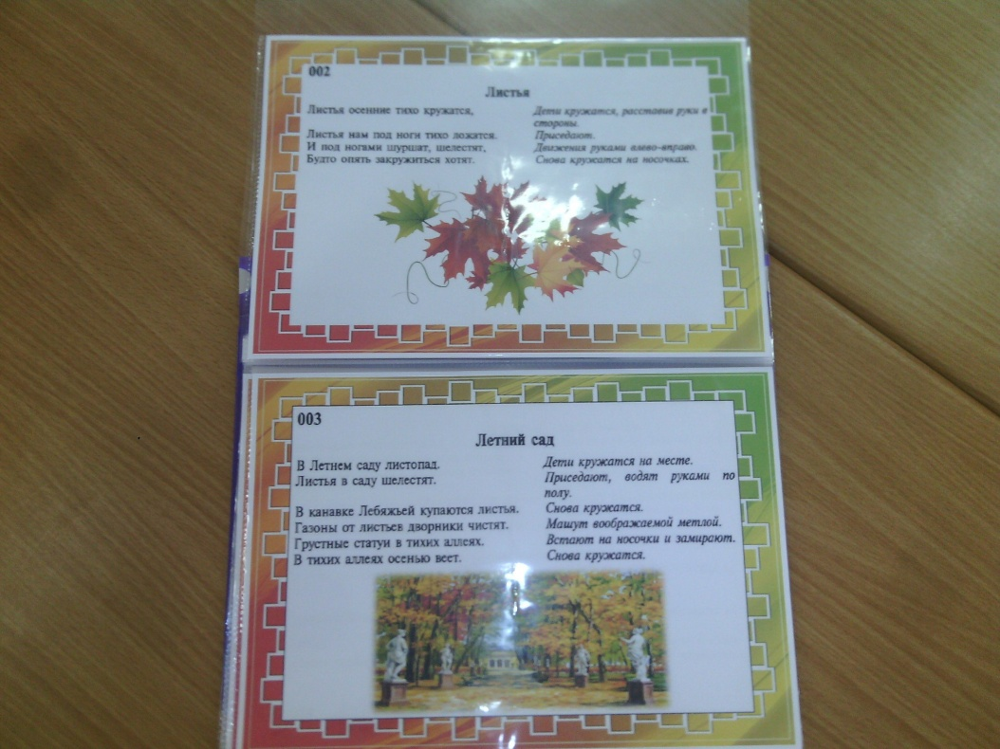 002
Листья
Листья осенние тихо кружатся,
Дети кружатся, расставив руки в
стороны.
Листья нам под ноги тихо ложатся.
Приседают.
И под ногами шуршат, шелестят,
Движения руками влево-вправо.
Будто опять закружиться хотят.
Снова кружатся на носочках.
003
Летний сад
В Летнем саду листопад.
Дети кружатся на месте.
Листья в саду шелестят.
Приседают, водят руками по
полу.
В канавке Лебяжьей купаются листья.
Снова кружатся.
Газоны от листьев дворники чистят.
Машут воображаемой метлой.
Грустные статуи в тихих аллеях.
Встают на носочки и замирают.
В тихих аллеях осенью веет.
Снова кружатся.